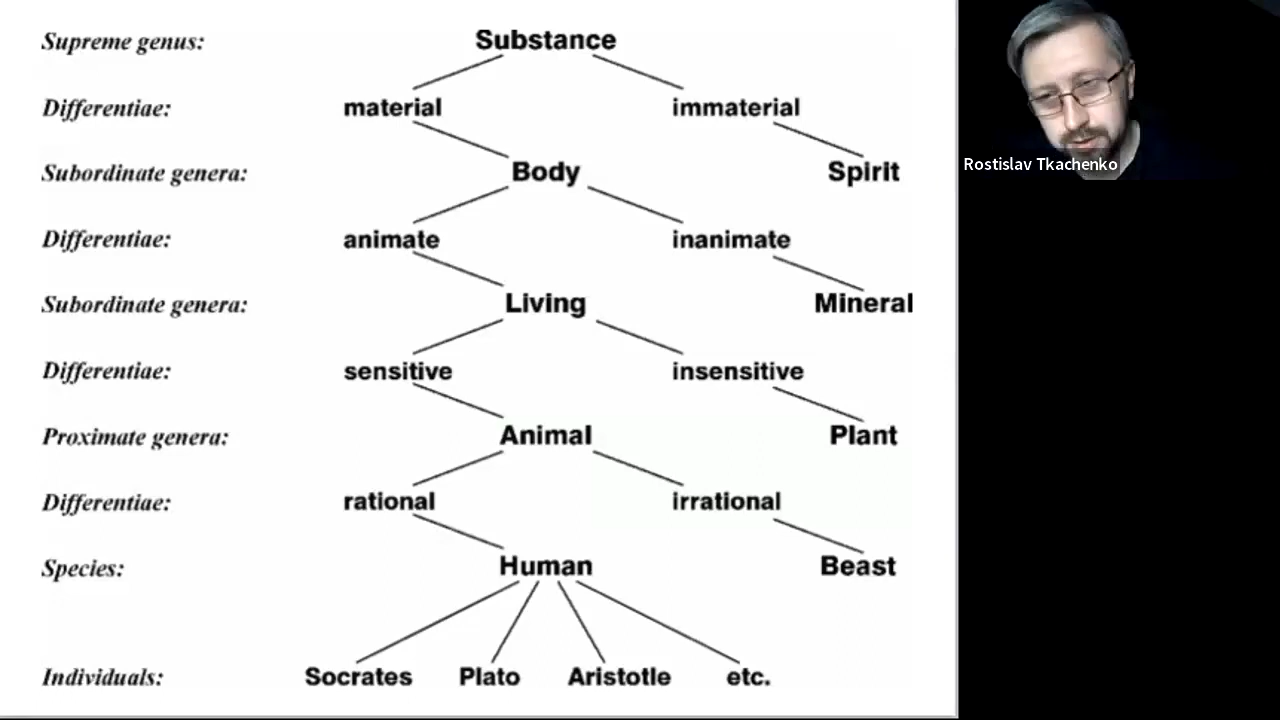 Supreme genus: Substance
Differentiae: material immaterial
Subordinate genera: Body Spirit
Differentiae: animate inanimate
Subordinate genera: Living Mineral
Differentiae: sensitive insensitive
Proximate genera: Animal Plant
Differentiae: rational irrational
Species: Human Beast
Individuals: Socrates Plato Aristotle etc.
Rostislav Tkachenko